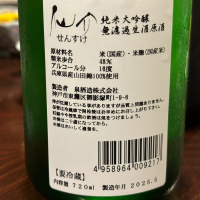 仙介
せんすけ
純米大吟醸
無濾過生酒原酒
原材料名 米(国産)・米麹(国産米)
精米歩合 48%
アルコール分 16度
兵庫県産山田錦100%使用
製造者 泉酒造株式会社
神戸市東灘区御影塚町1-9-6
4958964009217
【要冷蔵】
内容量 720ml 製造年月 2025.5